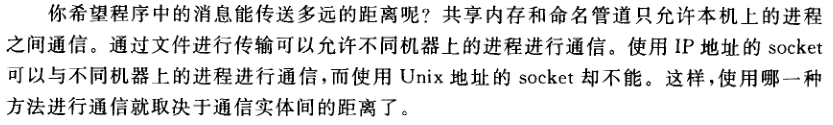 你希望程序中的消息能传送多远的距离呢？共享内存和命名管道只允许本机上的进程
之间通信。通过文件进行传输可以允许不同机器上的进程进行通信。使用 IP 地址的 socket
可以与不同机器上的进程进行通信,而使用 Unix 地址的 socket 却不能。这样,使用哪一种
方法进行通信就取决于通信实体间的距离了。